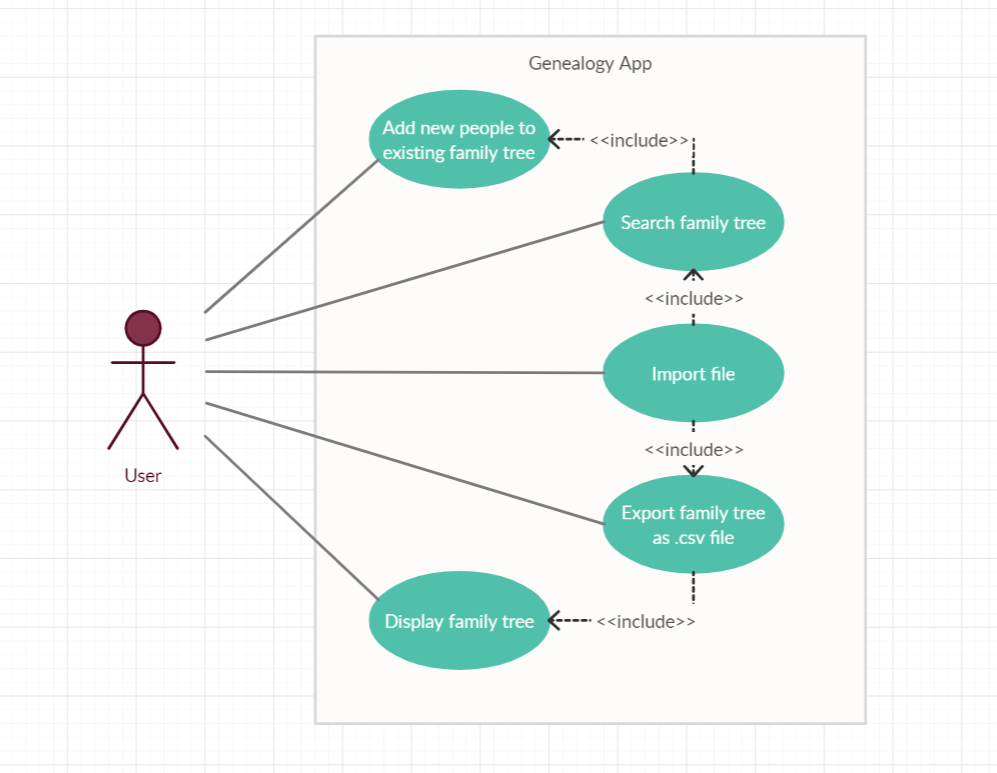 Genealogy App
Add new people to
existing family tree
<<include>>
Search family tree
<<include>>
Import file
<<include>>
User
Export family tree
as .csv file
Display family tree
<<include>>